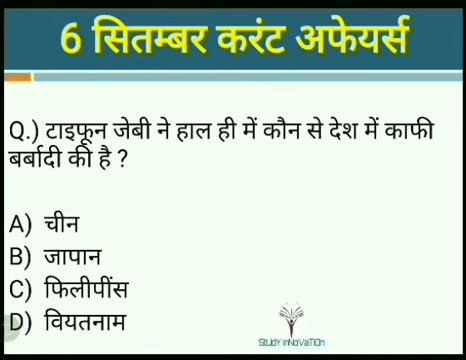 6 सितम्बर करंट अफेयर्स
Q.) टाइफून जेबी ने हाल ही में कौन से देश में काफी
बर्बादी की है ?
A) चीन
B) जापान
C) फिलीपींस
D) वियतनाम
StudY inNovaTiOn